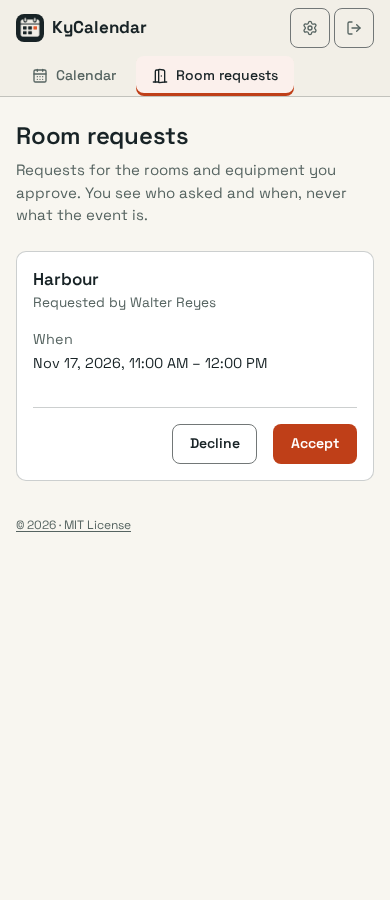 KyCalendar
Calendar
Room requests
Room requests
Requests for the rooms and equipment you
approve. You see who asked and when, never
what the event is.
Harbour
Requested by Walter Reyes
When
Nov 17, 2026, 11:00 AM – 12:00 PM
Decline
Accept
© 2026 · MIT License